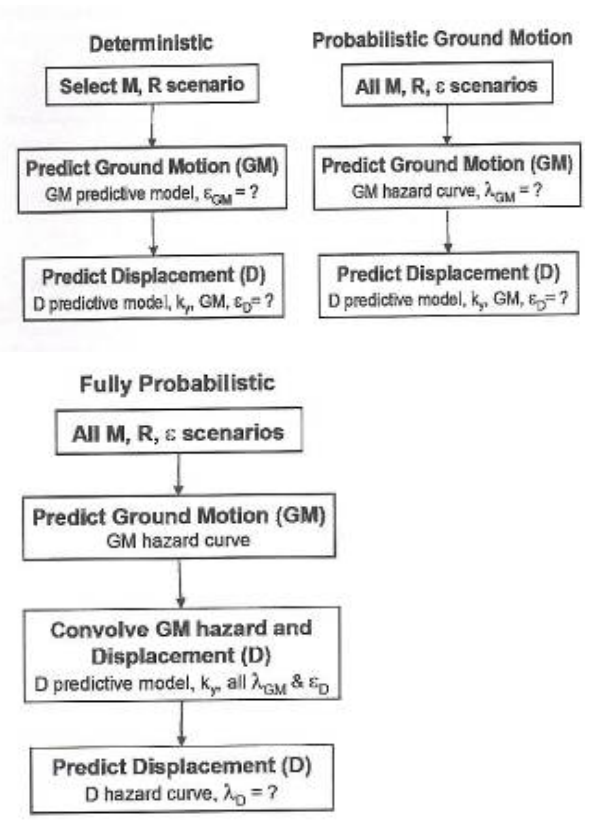 Deterministic
Select M, R scenario
Predict Ground Motion (GM)
GM predictive model, εGM = ?
Predict Displacement (D)
D predictive model, ky, GM, εD= ?
Probabilistic Ground Motion
All M, R, ε scenarios
Predict Ground Motion (GM)
GM hazard curve, λGM = ?
Predict Displacement (D)
D predictive model, ky, GM, εD= ?
Fully Probabilistic
All M, R, ε scenarios
Predict Ground Motion (GM)
GM hazard curve
Convolve GM hazard and
Displacement (D)
D predictive model, ky, all λGM & εD
Predict Displacement (D)
D hazard curve, λD = ?